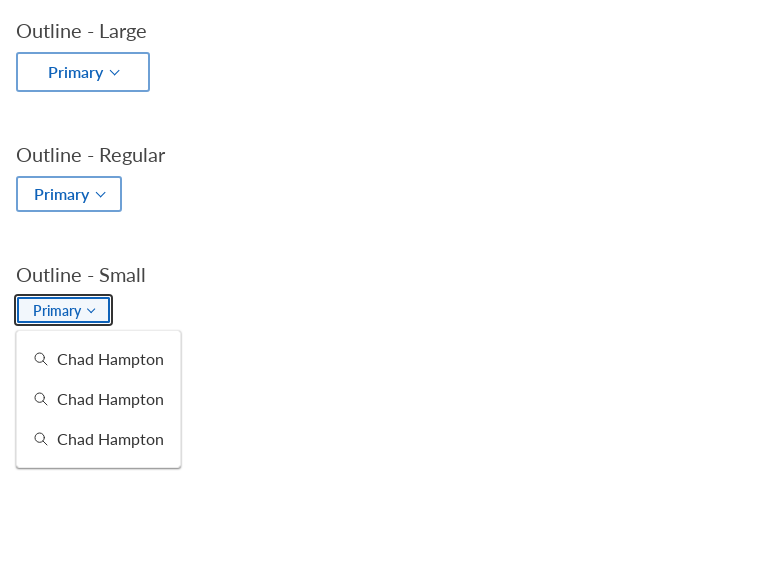 Outline - Large
Primary
Outline - Regular
Primary
Outline - Small
Primary
Chad Hampton
Chad Hampton
Chad Hampton